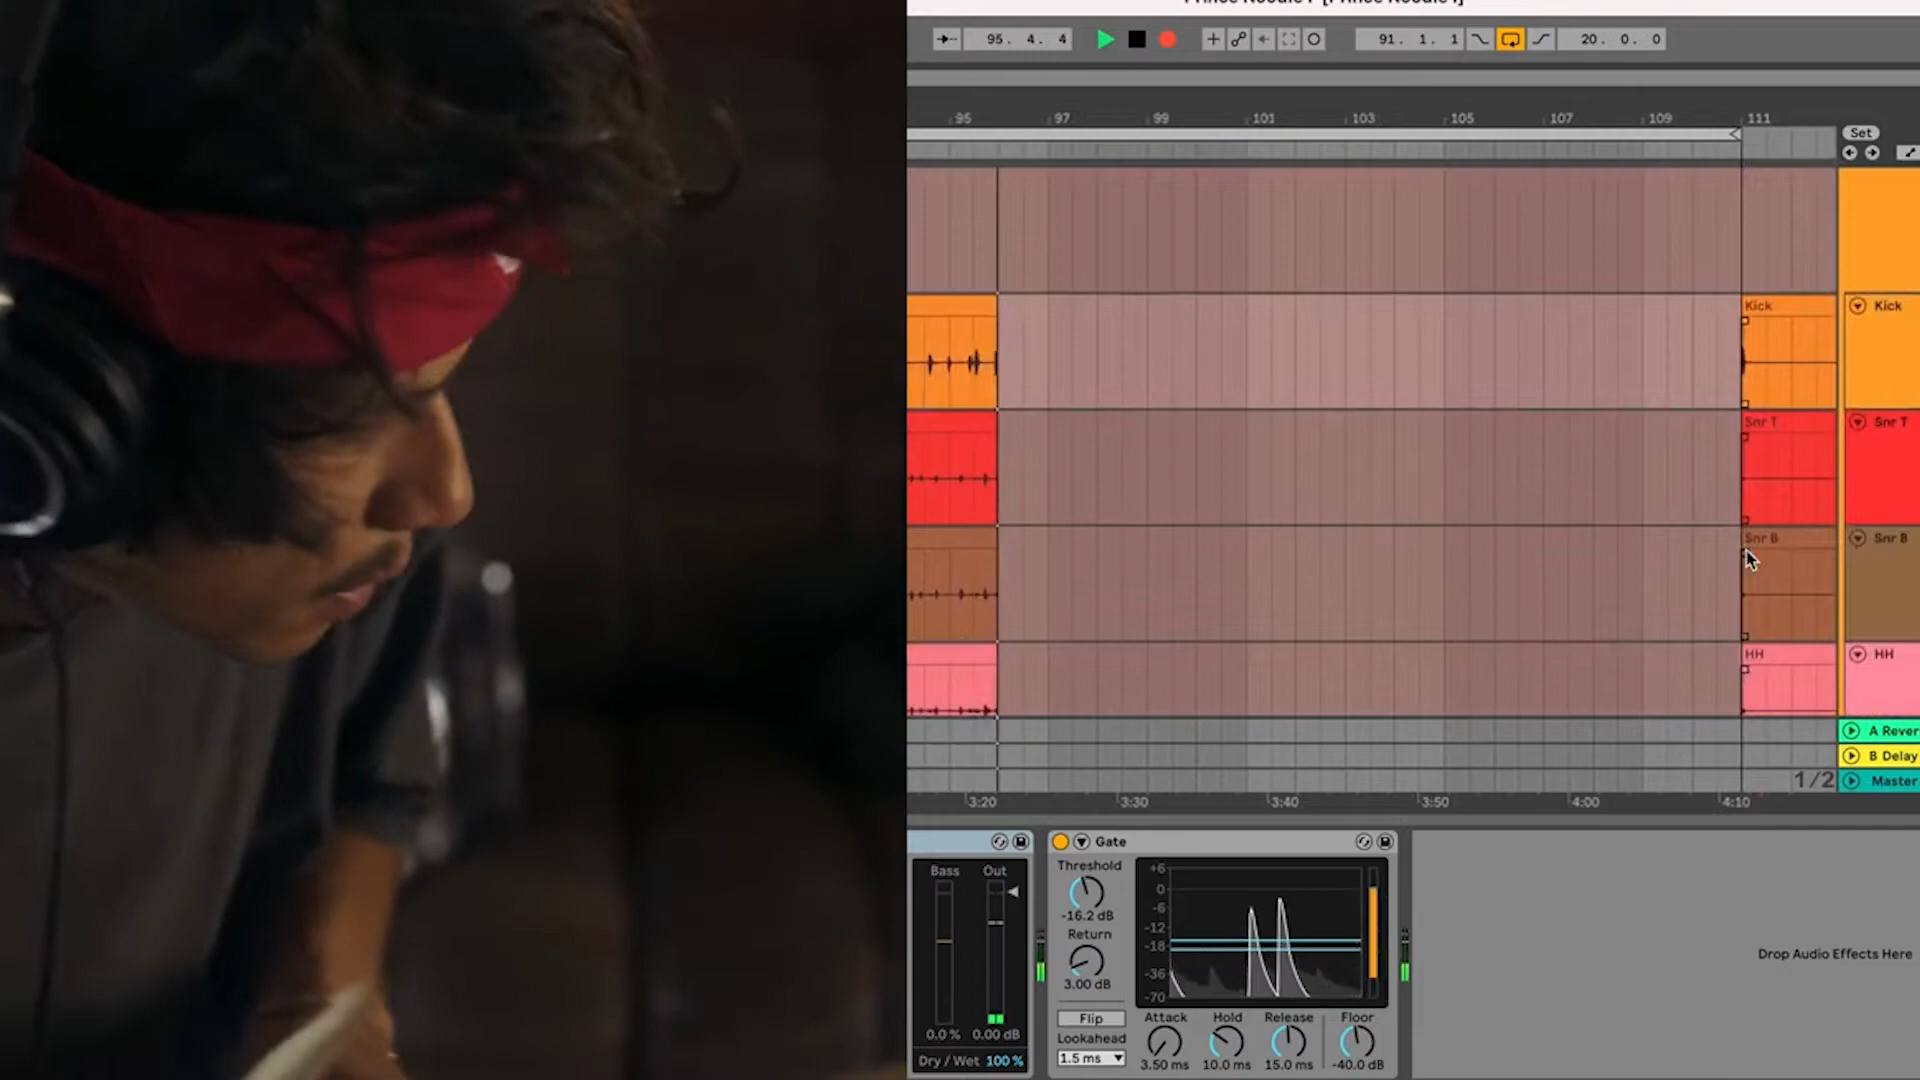 95. 4. 4
91. 1. 1
20. 0. 0
95 97 99 101 103 105 107 109 111
Set
Kick Kick
Snr T Snr T
Snr B Snr B
HH HH
A Rever
B Delay
1/2 Master
3:20 3:30 3:40 3:50 4:00 4:10
Gate
Bass Out
0.0 % 0.00 dB
Dry / Wet 100 %
Threshold
-16.2 dB
Return
3.00 dB
Flip
Lookahead
1.5 ms
+6
0
-6
-12
-18
-36
-70
Attack Hold Release Floor
3.50 ms 10.0 ms 15.0 ms -40.0 dB
Drop Audio Effects Here